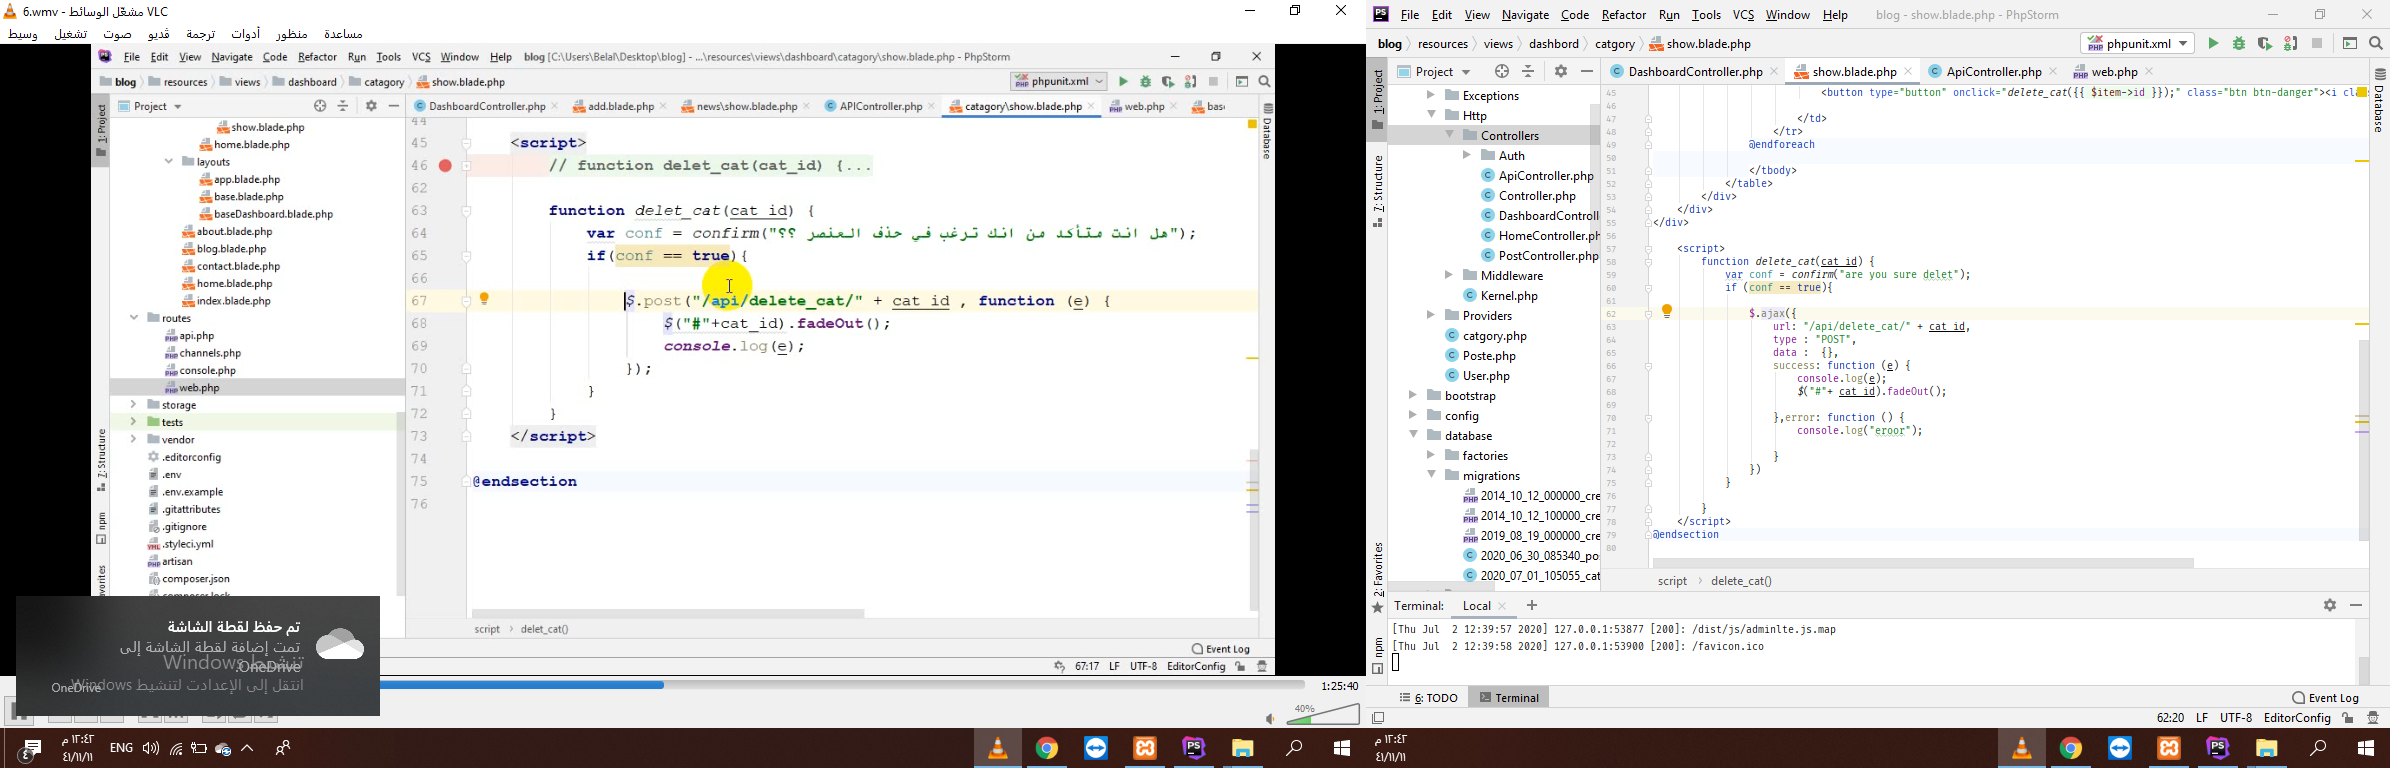 6.wmv - مشغّل الوسائط VLC
وسيط تشغيل صوت ڤديو ترجمة أدوات منظور مساعدة
File Edit View Navigate Code Refactor Run Tools VCS Window Help blog [C:\Users\Belal\Desktop\blog] - ...\resources\views\dashboard\catagory\show.blade.php - PhpStorm
blog resources views dashboard catagory show.blade.php
phpunit.xml
Project
DashboardController.php add.blade.php news\show.blade.php APIController.php catagory\show.blade.php web.php base
1: Project
7: Structure
npm
avorites
Database
show.blade.php
home.blade.php
layouts
app.blade.php
base.blade.php
baseDashboard.blade.php
about.blade.php
blog.blade.php
contact.blade.php
home.blade.php
index.blade.php
routes
api.php
channels.php
console.php
web.php
storage
tests
vendor
.editorconfig
.env
.env.example
.gitattributes
.gitignore
.styleci.yml
artisan
composer.json
composer.lock
44
45 <script>
46 // function delet_cat(cat_id) {...
62
63 function delet_cat(cat_id) {
64 var conf = confirm("هل انت متأكد من انك ترغب في حذف العنصر ؟؟");
65 if(conf == true){
66
67 $.post("/api/delete_cat/" + cat_id , function (e) {
68 $("#"+cat_id).fadeOut();
69 console.log(e);
70 });
71 }
72 }
73 </script>
74
75 @endsection
76
script delet_cat()
Event Log
67:17 LF UTF-8 EditorConfig
تم حفظ لقطة الشاشة
تمت إضافة لقطة الشاشة إلى
OneDrive.
OneDrive
تنشيط Windows
انتقل إلى الإعدادت لتنشيط Windows
1:25:40
40%
١٢:٤٢ م
٤١/١١/١١
ENG
٤
File Edit View Navigate Code Refactor Run Tools VCS Window Help blog - show.blade.php - PhpStorm
blog resources views dashbord catgory show.blade.php
phpunit.xml
Project
DashboardController.php show.blade.php ApiController.php web.php
1: Project
7: Structure
2: Favorites
npm
Database
Exceptions
Http
Controllers
Auth
ApiController.php
Controller.php
DashboardControll
HomeController.ph
PostController.php
Middleware
Kernel.php
Providers
catgory.php
Poste.php
User.php
bootstrap
config
database
factories
migrations
2014_10_12_000000_cre
2014_10_12_100000_cre
2019_08_19_000000_cre
2020_06_30_085340_po
2020_07_01_105055_cat
45 <button type="button" onclick="delete_cat({{ $item->id }});" class="btn btn-danger"><i cla
46
47 </td>
48 </tr>
49 @endforeach
50
51 </tbody>
52 </table>
53 </div>
54 </div>
55 </div>
56
57 <script>
58 function delete_cat(cat_id) {
59 var conf = confirm("are you sure delet");
60 if (conf == true){
61
62 $.ajax({
63 url: "/api/delete_cat/" + cat_id,
64 type : "POST",
65 data : {},
66 success: function (e) {
67 console.log(e);
68 $("#"+ cat_id).fadeOut();
69
70 },error: function () {
71 console.log("eroor");
72
73 }
74 })
75 }
76
77 }
78 </script>
79 @endsection
80
script delete_cat()
Terminal: Local
[Thu Jul 2 12:39:57 2020] 127.0.0.1:53877 [200]: /dist/js/adminlte.js.map
[Thu Jul 2 12:39:58 2020] 127.0.0.1:53900 [200]: /favicon.ico
6: TODO Terminal Event Log
62:20 LF UTF-8 EditorConfig
١٢:٤٢ م
٤١/١١/١١